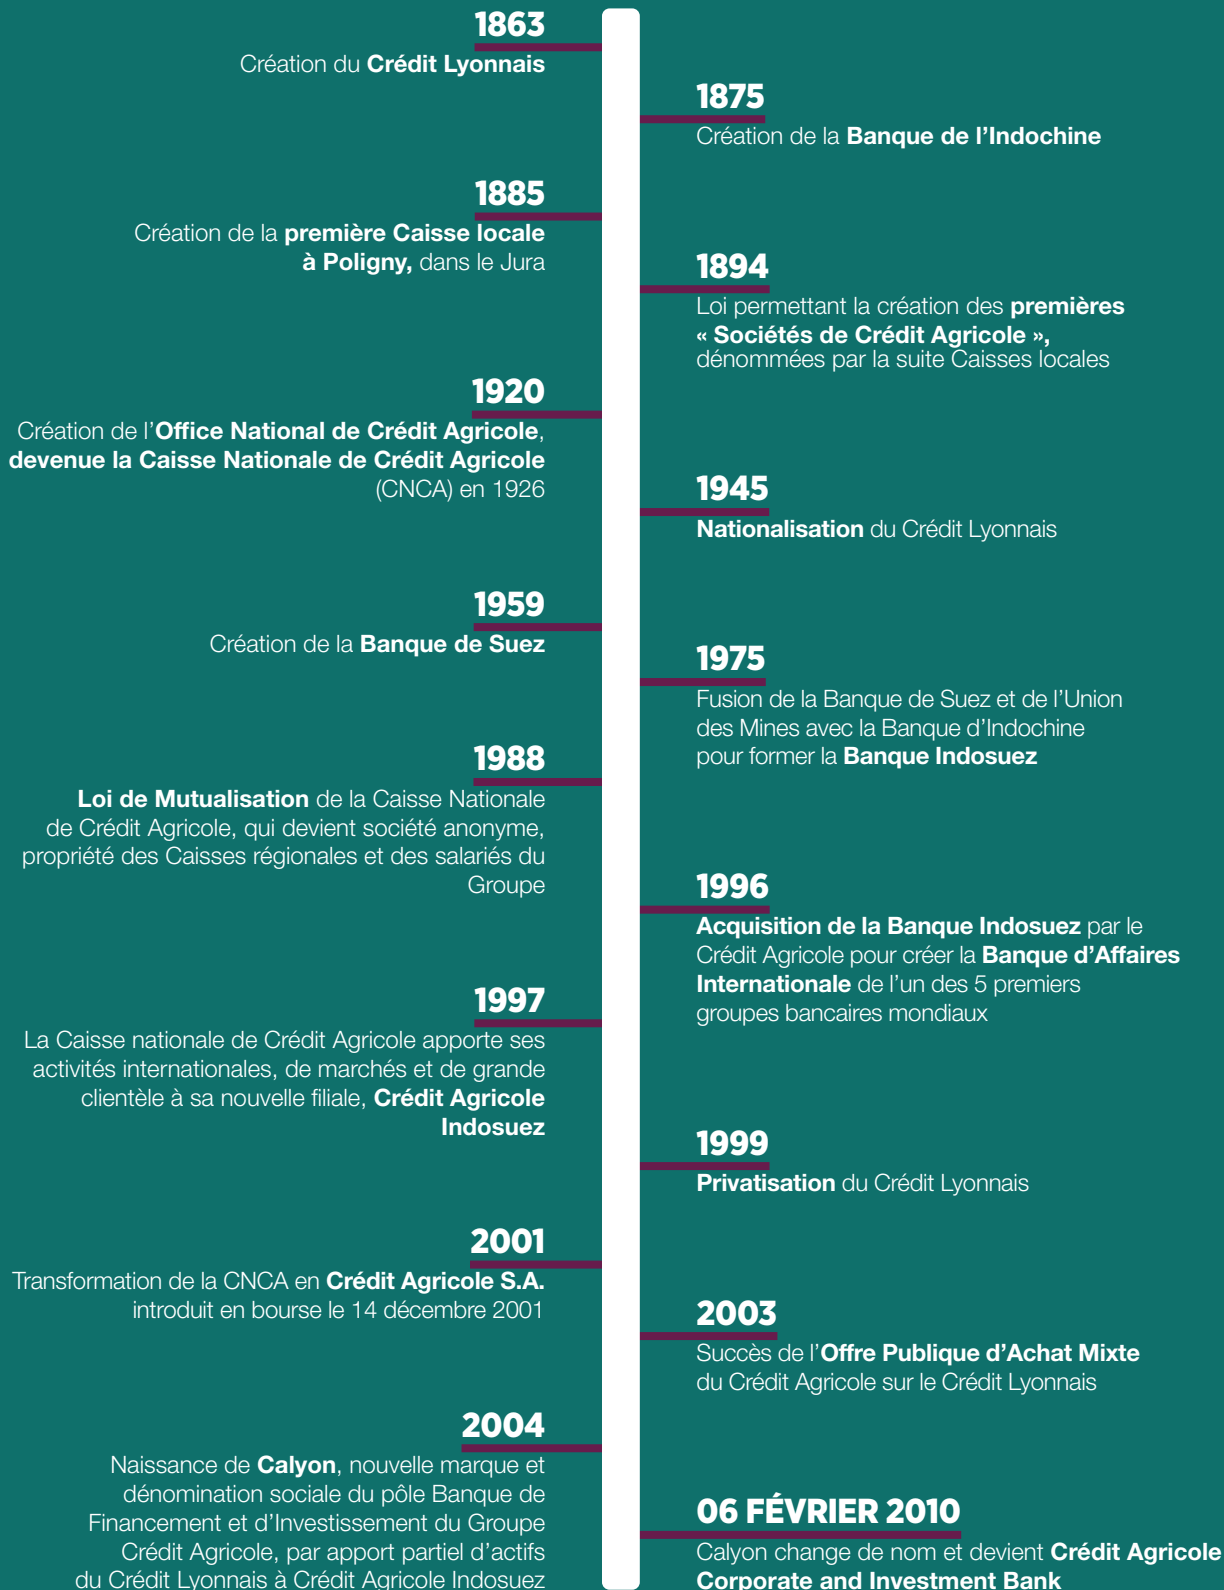 1863
Création du Crédit Lyonnais
1875
Création de la Banque de l’Indochine
1885
Création de la première Caisse locale
à Poligny, dans le Jura
1894
Loi permettant la création des premières
« Sociétés de Crédit Agricole »,
dénommées par la suite Caisses locales
1920
Création de l’Office National de Crédit Agricole,
devenue la Caisse Nationale de Crédit Agricole
(CNCA) en 1926
1945
Nationalisation du Crédit Lyonnais
1959
Création de la Banque de Suez
1975
Fusion de la Banque de Suez et de l’Union
des Mines avec la Banque d’Indochine
pour former la Banque Indosuez
1988
Loi de Mutualisation de la Caisse Nationale
de Crédit Agricole, qui devient société anonyme,
propriété des Caisses régionales et des salariés du
Groupe
1996
Acquisition de la Banque Indosuez par le
Crédit Agricole pour créer la Banque d’Affaires
Internationale de l’un des 5 premiers
groupes bancaires mondiaux
1997
La Caisse nationale de Crédit Agricole apporte ses
activités internationales, de marchés et de grande
clientèle à sa nouvelle filiale, Crédit Agricole
Indosuez
1999
Privatisation du Crédit Lyonnais
2001
Transformation de la CNCA en Crédit Agricole S.A.
introduit en bourse le 14 décembre 2001
2003
Succès de l’Offre Publique d’Achat Mixte
du Crédit Agricole sur le Crédit Lyonnais
2004
Naissance de Calyon, nouvelle marque et
dénomination sociale du pôle Banque de
Financement et d’Investissement du Groupe
Crédit Agricole, par apport partiel d’actifs
du Crédit Lyonnais à Crédit Agricole Indosuez
06 FÉVRIER 2010
Calyon change de nom et devient Crédit Agricole
Corporate and Investment Bank